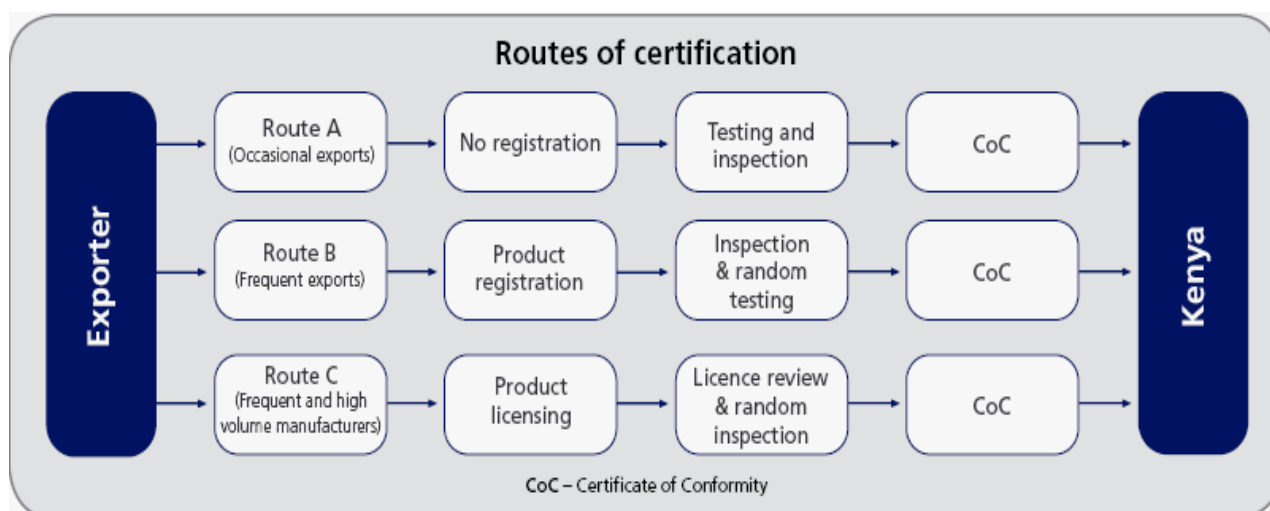 Routes of certification
Exporter
Route A
(Occasional exports)
No registration
Testing and
inspection
CoC
Route B
(Frequent exports)
Product
registration
Inspection
& random
testing
CoC
Route C
(Frequent and high
volume manufacturers)
Product
licensing
Licence review
& random
inspection
CoC
Kenya
CoC – Certificate of Conformity